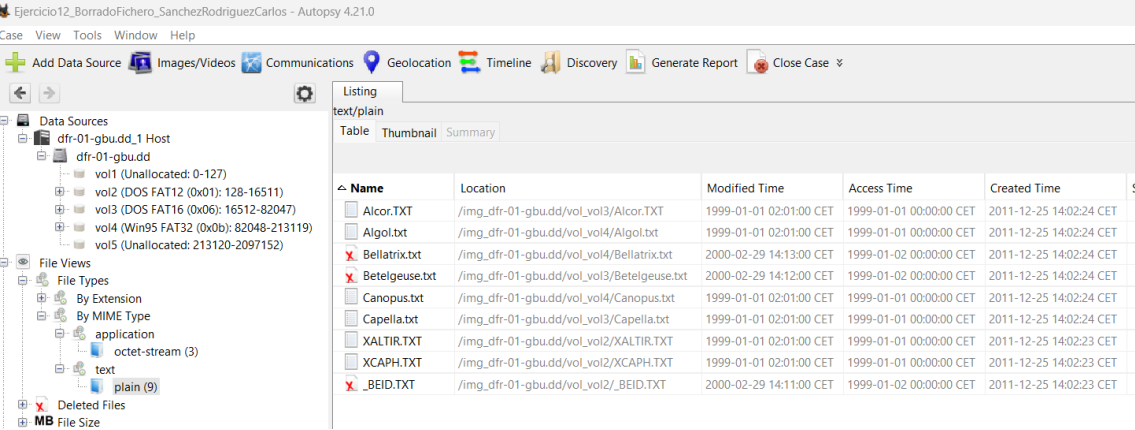 Ejercicio12_BorradoFichero_SanchezRodriguezCarlos - Autopsy 4.21.0
Case View Tools Window Help
Add Data Source Images/Videos Communications Geolocation Timeline Discovery Generate Report Close Case
Listing
text/plain
Table Thumbnail Summary
Data Sources
dfr-01-gbu.dd_1 Host
dfr-01-gbu.dd
vol1 (Unallocated: 0-127)
vol2 (DOS FAT12 (0x01): 128-16511)
vol3 (DOS FAT16 (0x06): 16512-82047)
vol4 (Win95 FAT32 (0x0b): 82048-213119)
vol5 (Unallocated: 213120-2097152)
File Views
File Types
By Extension
By MIME Type
application
octet-stream (3)
text
plain (9)
Deleted Files
MB File Size
Name Location Modified Time Access Time Created Time S
Alcor.TXT /img_dfr-01-gbu.dd/vol_vol3/Alcor.TXT 1999-01-01 02:01:00 CET 1999-01-01 00:00:00 CET 2011-12-25 14:02:24 CET
Algol.txt /img_dfr-01-gbu.dd/vol_vol4/Algol.txt 1999-01-01 02:01:00 CET 1999-01-01 00:00:00 CET 2011-12-25 14:02:24 CET
Bellatrix.txt /img_dfr-01-gbu.dd/vol_vol4/Bellatrix.txt 2000-02-29 14:13:00 CET 1999-01-02 00:00:00 CET 2011-12-25 14:02:24 CET
Betelgeuse.txt /img_dfr-01-gbu.dd/vol_vol3/Betelgeuse.txt 2000-02-29 14:12:00 CET 1999-01-02 00:00:00 CET 2011-12-25 14:02:24 CET
Canopus.txt /img_dfr-01-gbu.dd/vol_vol4/Canopus.txt 1999-01-01 02:01:00 CET 1999-01-01 00:00:00 CET 2011-12-25 14:02:24 CET
Capella.txt /img_dfr-01-gbu.dd/vol_vol3/Capella.txt 1999-01-01 02:01:00 CET 1999-01-01 00:00:00 CET 2011-12-25 14:02:24 CET
XALTIR.TXT /img_dfr-01-gbu.dd/vol_vol2/XALTIR.TXT 1999-01-01 02:01:00 CET 1999-01-01 00:00:00 CET 2011-12-25 14:02:23 CET
XCAPH.TXT /img_dfr-01-gbu.dd/vol_vol2/XCAPH.TXT 1999-01-01 02:01:00 CET 1999-01-01 00:00:00 CET 2011-12-25 14:02:23 CET
_BEID.TXT /img_dfr-01-gbu.dd/vol_vol2/_BEID.TXT 2000-02-29 14:11:00 CET 1999-01-02 00:00:00 CET 2011-12-25 14:02:23 CET